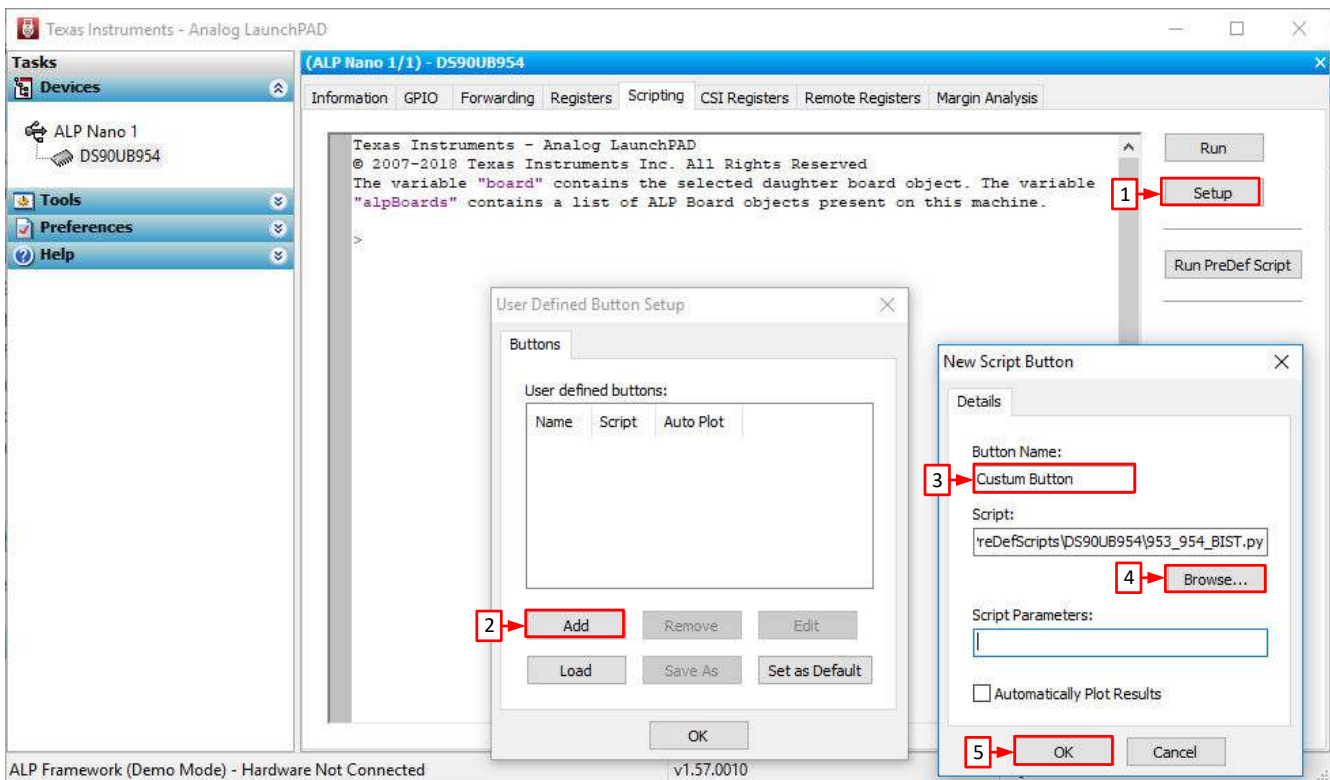 Texas Instruments - Analog LaunchPAD
Tasks
Devices
ALP Nano 1
DS90UB954
Tools
Preferences
Help
(ALP Nano 1/1) - DS90UB954
Information GPIO Forwarding Registers Scripting CSI Registers Remote Registers Margin Analysis
Texas Instruments - Analog LaunchPAD
© 2007-2018 Texas Instruments Inc. All Rights Reserved
The variable "board" contains the selected daughter board object. The variable
"alpBoards" contains a list of ALP Board objects present on this machine.
>
Run
1
Setup
Run PreDef Script
User Defined Button Setup
Buttons
User defined buttons:
Name Script Auto Plot
2
Add Remove Edit
Load Save As Set as Default
OK
New Script Button
Details
Button Name:
3
Custum Button
Script:
'reDefScripts\DS90UB954\953_954_BIST.py
4
Browse...
Script Parameters:
Automatically Plot Results
5
OK Cancel
ALP Framework (Demo Mode) - Hardware Not Connected
v1.57.0010